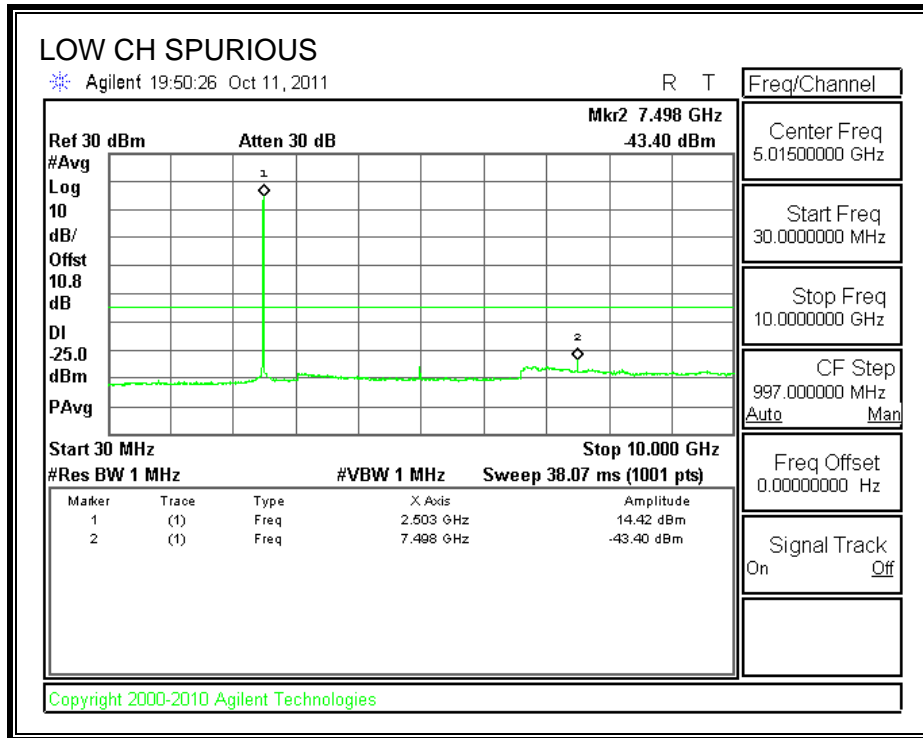 LOW CH SPURIOUS
Agilent 19:50:26 Oct 11, 2011 R T
Mkr2 7.498 GHz
Ref 30 dBm Atten 30 dB -43.40 dBm
#Avg
Log
10
dB/
Offst
10.8
dB
DI
-25.0
dBm
PAvg
1
2
Start 30 MHz Stop 10.000 GHz
#Res BW 1 MHz #VBW 1 MHz Sweep 38.07 ms (1001 pts)
Marker Trace Type X Axis Amplitude
1 (1) Freq 2.503 GHz 14.42 dBm
2 (1) Freq 7.498 GHz -43.40 dBm
Copyright 2000-2010 Agilent Technologies
Freq/Channel
Center Freq
5.01500000 GHz
Start Freq
30.0000000 MHz
Stop Freq
10.0000000 GHz
CF Step
997.000000 MHz
Auto Man
Freq Offset
0.00000000 Hz
Signal Track
On Off